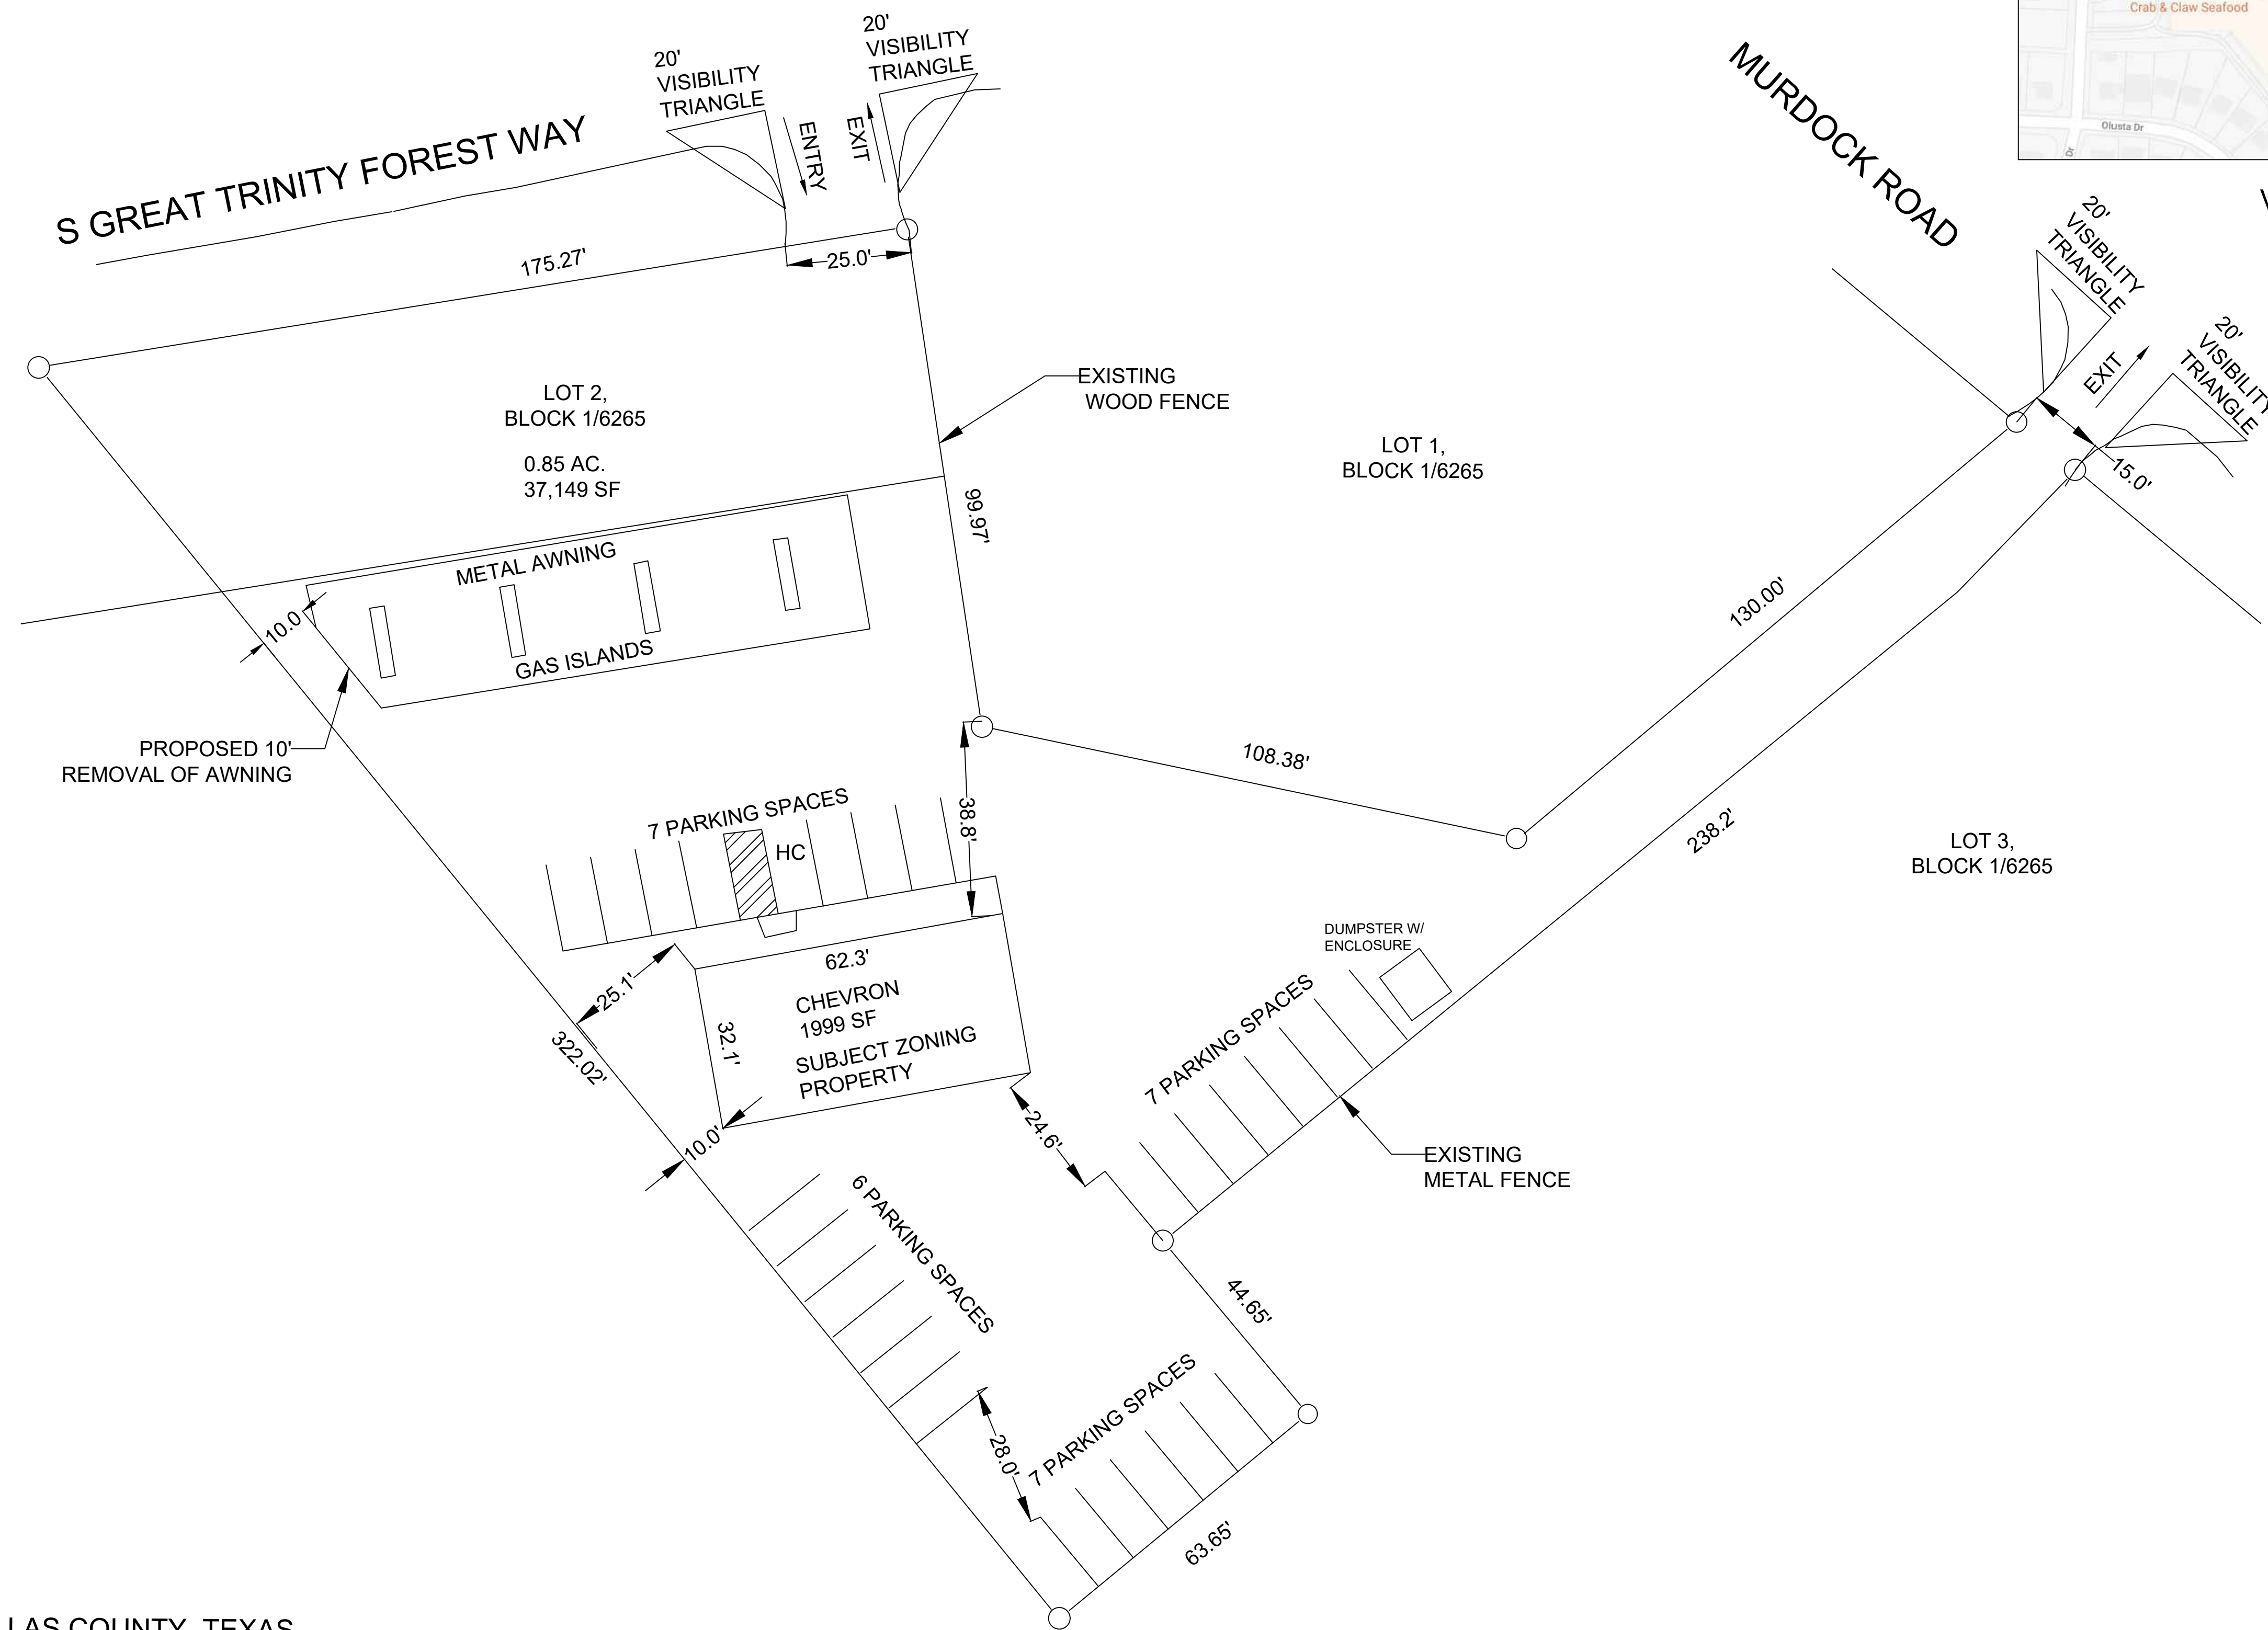 Crab & Claw Seafood
Olusta Dr
Dr
S GREAT TRINITY FOREST WAY
20'
VISIBILITY
TRIANGLE
20'
VISIBILITY
TRIANGLE
ENTRY
EXIT
MURDOCK ROAD
20'
VISIBILITY
TRIANGLE
20'
VISIBILITY
TRIANGLE
EXIT
15.0'
175.27'
25.0'
LOT 2,
BLOCK 1/6265
0.85 AC.
37,149 SF
EXISTING
WOOD FENCE
LOT 1,
BLOCK 1/6265
99.97'
METAL AWNING
GAS ISLANDS
10.0
PROPOSED 10'
REMOVAL OF AWNING
130.00'
108.38'
238.2'
38.8'
7 PARKING SPACES
HC
LOT 3,
BLOCK 1/6265
DUMPSTER W/
ENCLOSURE
25.1'
62.3'
32.1'
CHEVRON
1999 SF
SUBJECT ZONING
PROPERTY
322.02'
10.0'
24.6'
7 PARKING SPACES
EXISTING
METAL FENCE
6 PARKING SPACES
44.65'
28.0'
7 PARKING SPACES
63.65'
LAS COUNTY, TEXAS